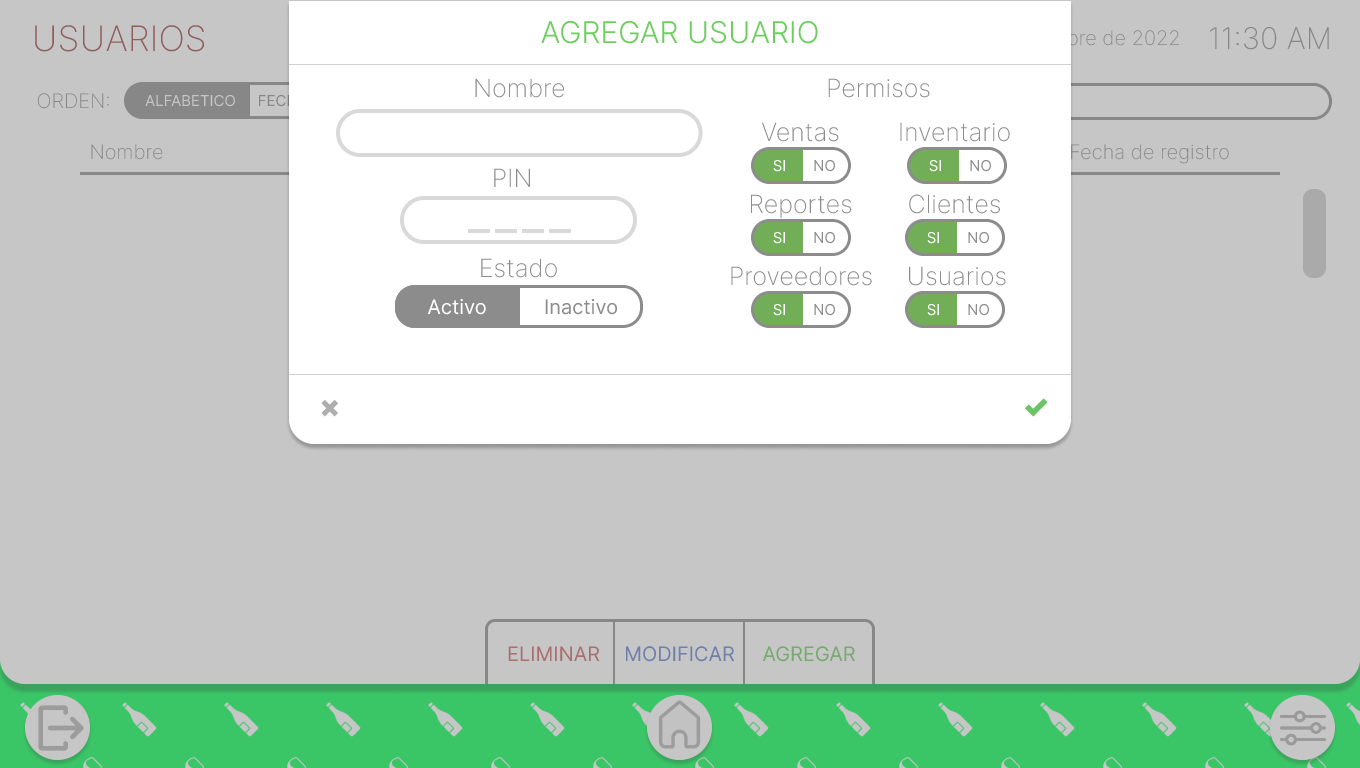 USUARIOS
AGREGAR USUARIO
bre de 2022 11:30 AM
ORDEN: ALFABETICO FECH
Nombre
Permisos
Ventas Inventario
SI NO SI NO
PIN
Reportes Clientes
SI NO SI NO
Estado
Activo Inactivo
Proveedores Usuarios
SI NO SI NO
Nombre
Fecha de registro
ELIMINAR MODIFICAR AGREGAR